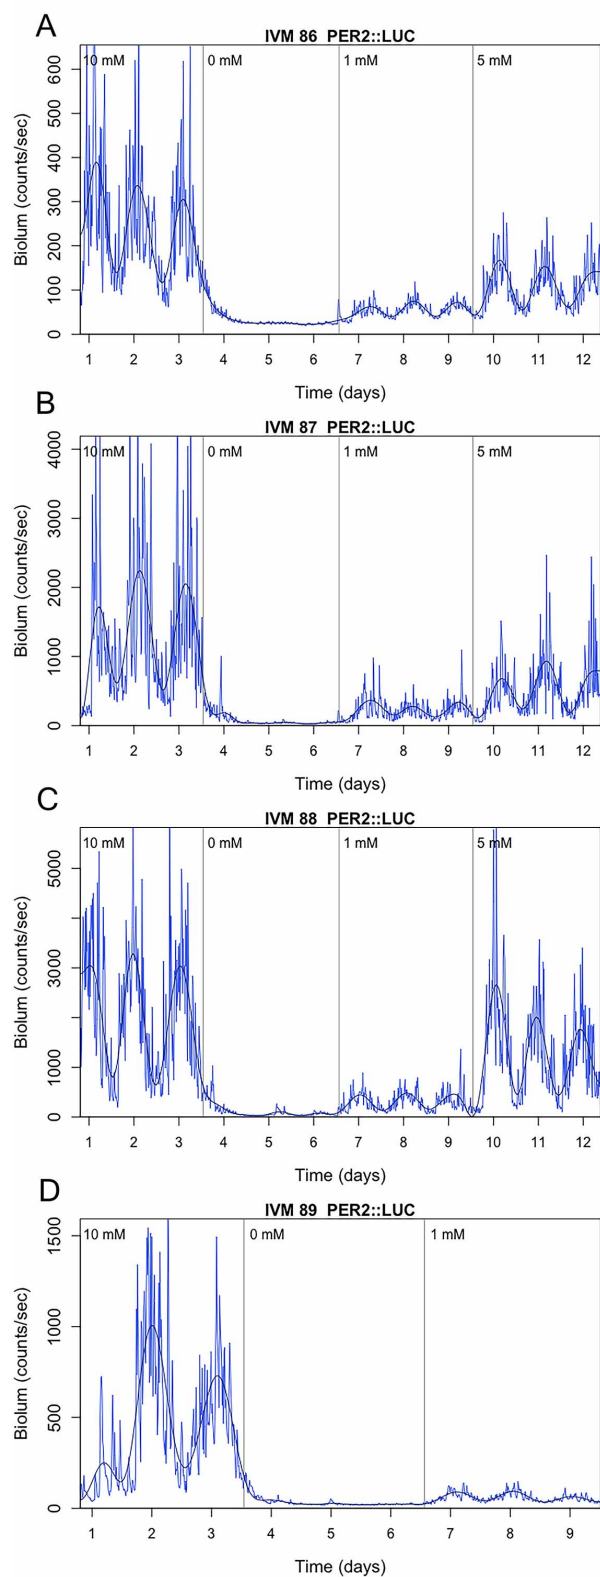 A
IVM 86 PER2::LUC
10 mM 0 mM 1 mM 5 mM
Biolum (counts/sec)
600
500
400
300
200
100
0
1 2 3 4 5 6 7 8 9 10 11 12
Time (days)
B
IVM 87 PER2::LUC
10 mM 0 mM 1 mM 5 mM
Biolum (counts/sec)
4000
3000
2000
1000
0
1 2 3 4 5 6 7 8 9 10 11 12
Time (days)
C
IVM 88 PER2::LUC
10 mM 0 mM 1 mM 5 mM
Biolum (counts/sec)
5000
3000
1000
0
1 2 3 4 5 6 7 8 9 10 11 12
Time (days)
D
IVM 89 PER2::LUC
10 mM 0 mM 1 mM
Biolum (counts/sec)
1500
1000
500
0
1 2 3 4 5 6 7 8 9
Time (days)